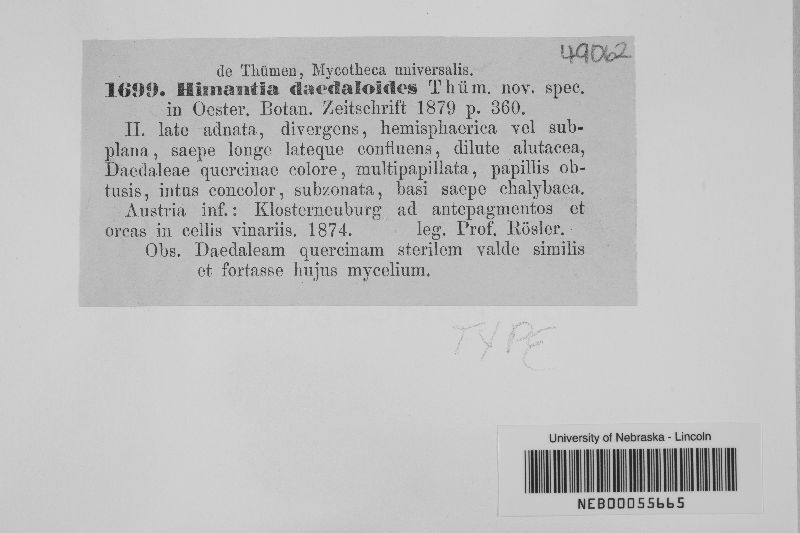 49062
de Thümen, Mycotheca universalis.
1699. Himantia daedaloides Thüm. nov. spec.
in Oester. Botan. Zeitschrift 1879 p. 360.
H. late adnata, divergens, hemisphaerica vel sub-
plana, saepe longe lateque confluens, dilute alutacea,
Daedaleae quercinae colore, multipapillata, papillis ob-
tusis, intus concolor, subzonata, basi saepe chalybaea.
Austria inf.: Klosterneuburg ad antepagmentos et
orcas in cellis vinariis. 1874. leg. Prof. Rösler.
Obs. Daedaleam quercinam sterilem valde similis
et fortasse hujus mycelium.
TYPE
University of Nebraska - Lincoln
NEB00055665